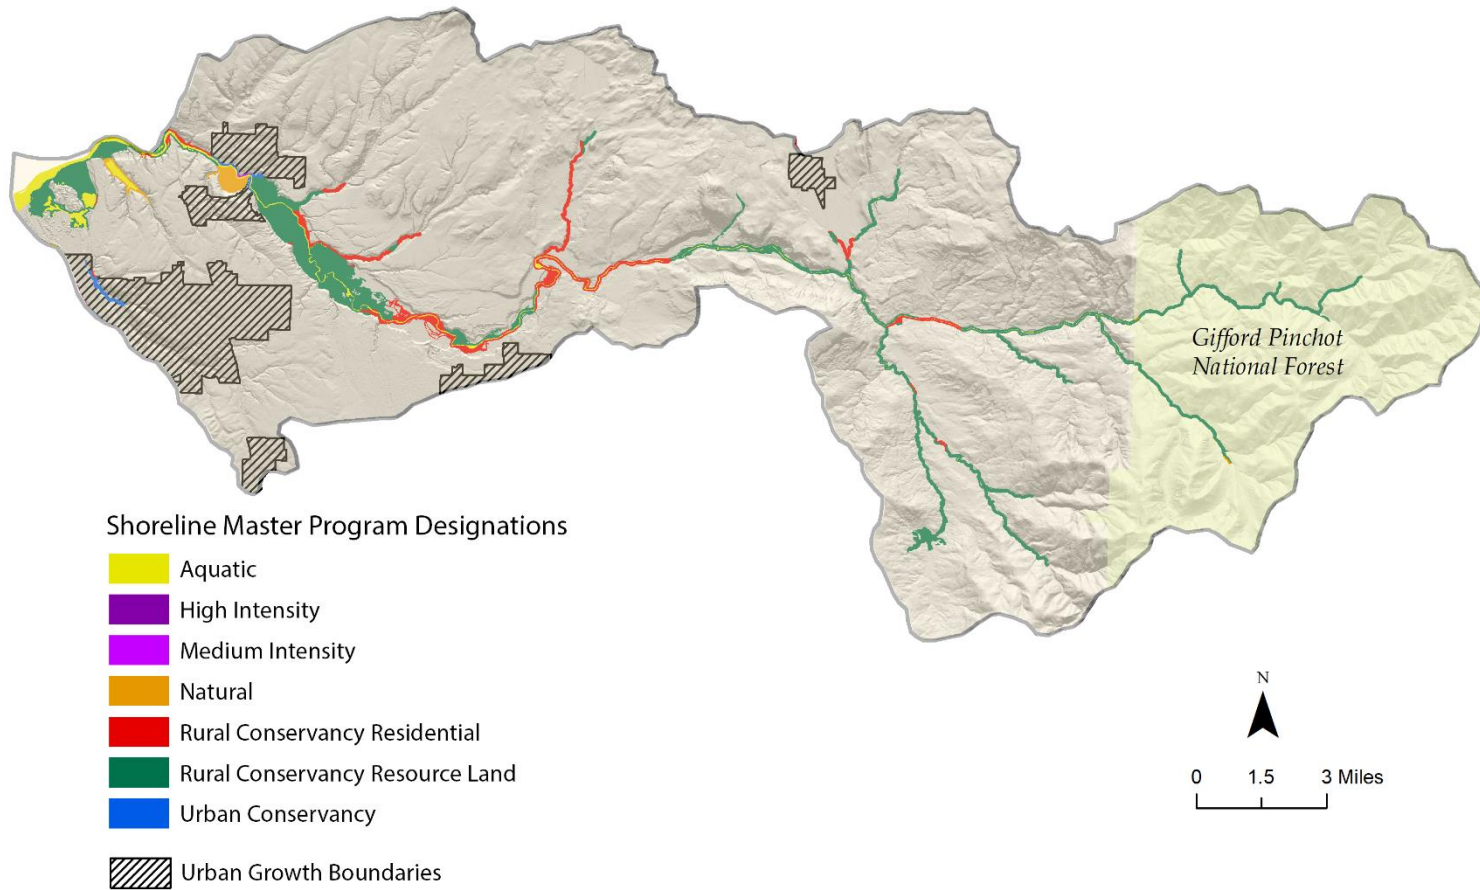 Gifford Pinchot
National Forest
Shoreline Master Program Designations
Aquatic
High Intensity
Medium Intensity
Natural
Rural Conservancy Residential
Rural Conservancy Resource Land
Urban Conservancy
Urban Growth Boundaries
N
0 1.5 3 Miles